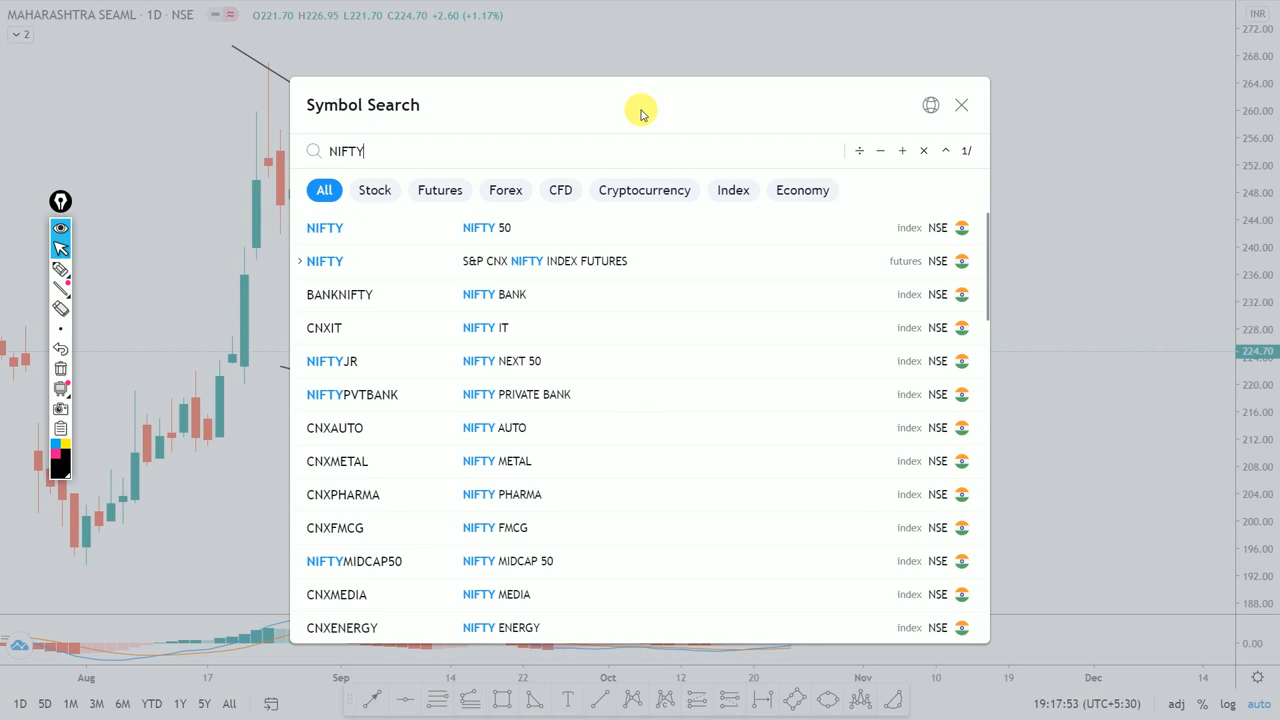 MAHARASHTRA SEAML · 1D · NSE O221.70 H226.95 L221.70 C224.70 +2.60 (+1.17%) INR
2
272.00
268.00
264.00
260.00
256.00
252.00
248.00
244.00
240.00
236.00
232.00
228.00
224.70
220.00
216.00
212.00
208.00
204.00
200.00
196.00
192.00
188.00
0.00
Symbol Search
NIFTY ÷ − + × ^ 1/
All Stock Futures Forex CFD Cryptocurrency Index Economy
NIFTY NIFTY 50 index NSE
NIFTY S&P CNX NIFTY INDEX FUTURES futures NSE
BANKNIFTY NIFTY BANK index NSE
CNXIT NIFTY IT index NSE
NIFTYJR NIFTY NEXT 50 index NSE
NIFTYPVTBANK NIFTY PRIVATE BANK index NSE
CNXAUTO NIFTY AUTO index NSE
CNXMETAL NIFTY METAL index NSE
CNXPHARMA NIFTY PHARMA index NSE
CNXFMCG NIFTY FMCG index NSE
NIFTYMIDCAP50 NIFTY MIDCAP 50 index NSE
CNXMEDIA NIFTY MEDIA index NSE
CNXENERGY NIFTY ENERGY index NSE
Aug 17 Sep 14 22 Oct 12 20 Nov 10 19 Dec 14
1D 5D 1M 3M 6M YTD 1Y 5Y All 19:17:53 (UTC+5:30) adj % log auto